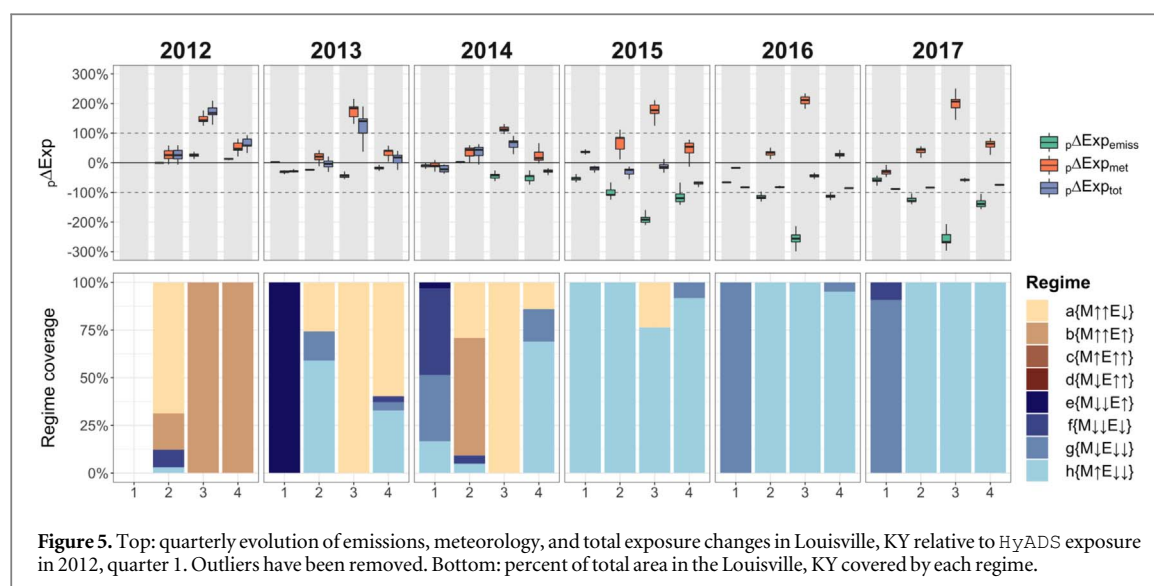 2012 2013 2014 2015 2016 2017
300%
200%
100%
0%
-100%
-200%
-300%
pΔExp
pΔExpemiss
pΔExpmet
pΔExptot
100%
75%
50%
25%
0%
Regime coverage
1 2 3 4 1 2 3 4 1 2 3 4 1 2 3 4 1 2 3 4 1 2 3 4
Regime
a{M↑↑E↓}
b{M↑↑E↑}
c{M↑E↑↑}
d{M↓E↑↑}
e{M↓↓E↑}
f{M↓↓E↓}
g{M↓E↓↓}
h{M↑E↓↓}
Figure 5. Top: quarterly evolution of emissions, meteorology, and total exposure changes in Louisville, KY relative to HyADS exposure
in 2012, quarter 1. Outliers have been removed. Bottom: percent of total area in the Louisville, KY covered by each regime.